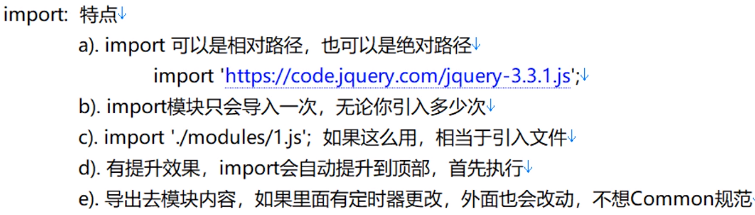 import: 特点↓
a). import 可以是相对路径，也可以是绝对路径↓
import 'https://code.jquery.com/jquery-3.3.1.js';↓
b). import模块只会导入一次，无论你引入多少次↓
c). import './modules/1.js'; 如果这么用，相当于引入文件↓
d). 有提升效果，import会自动提升到顶部，首先执行↓
e). 导出去模块内容，如果里面有定时器更改，外面也会改动，不想Common规范